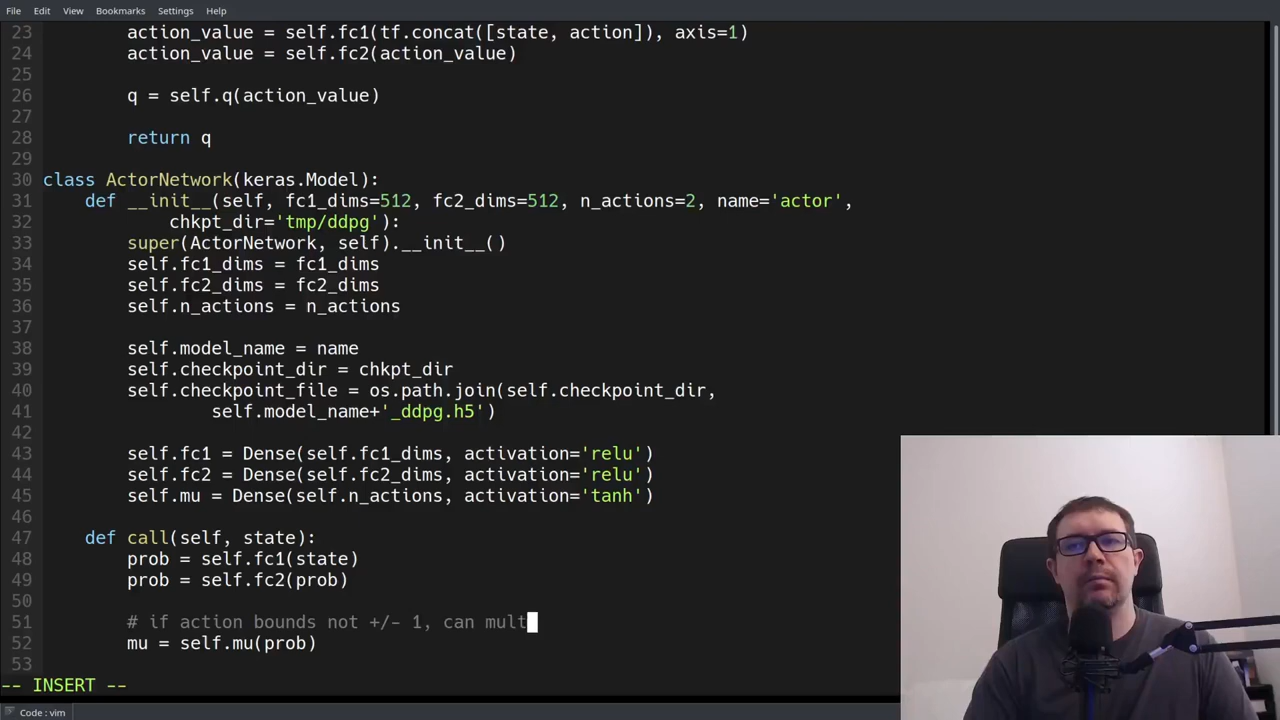 File Edit View Bookmarks Settings Help
23 action_value = self.fc1(tf.concat([state, action]), axis=1)
24 action_value = self.fc2(action_value)
25
26 q = self.q(action_value)
27
28 return q
29
30 class ActorNetwork(keras.Model):
31 def __init__(self, fc1_dims=512, fc2_dims=512, n_actions=2, name='actor',
32 chkpt_dir='tmp/ddpg'):
33 super(ActorNetwork, self).__init__()
34 self.fc1_dims = fc1_dims
35 self.fc2_dims = fc2_dims
36 self.n_actions = n_actions
37
38 self.model_name = name
39 self.checkpoint_dir = chkpt_dir
40 self.checkpoint_file = os.path.join(self.checkpoint_dir,
41 self.model_name+'_ddpg.h5')
42
43 self.fc1 = Dense(self.fc1_dims, activation='relu')
44 self.fc2 = Dense(self.fc2_dims, activation='relu')
45 self.mu = Dense(self.n_actions, activation='tanh')
46
47 def call(self, state):
48 prob = self.fc1(state)
49 prob = self.fc2(prob)
50
51 # if action bounds not +/- 1, can mult
52 mu = self.mu(prob)
53
-- INSERT --
Code : vim